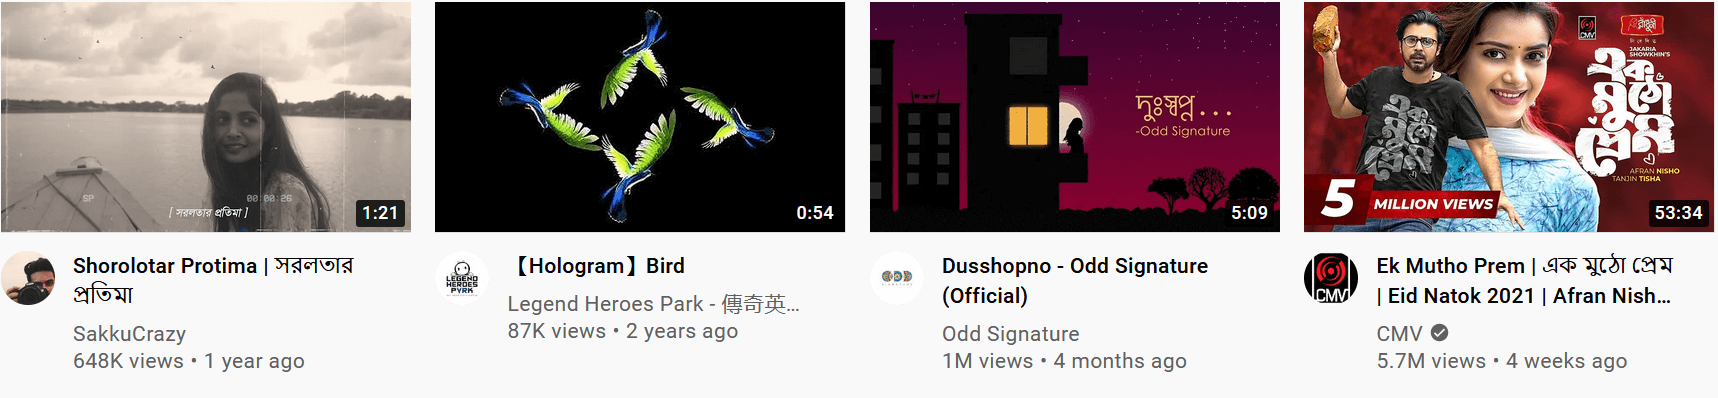 SP
00:00:26
[ সরলতার প্রতিমা ]
1:21
Shorolotar Protima | সরলতার
প্রতিমা
SakkuCrazy
648K views • 1 year ago
0:54
LEGEND
HEROES
PARK
【Hologram】Bird
Legend Heroes Park - 傳奇英...
87K views • 2 years ago
দুঃস্বপ্ন...
-Odd Signature
5:09
ODD
SIGNATURE
Dusshopno - Odd Signature
(Official)
Odd Signature
1M views • 4 months ago
CMV
JAKARIA
SHOWKHIN'S
এক
মুঠো
প্রেম
এক
মুঠো
প্রেম
AFRAN NISHO
TANJIN TISHA
5 MILLION VIEWS
53:34
CMV
Ek Mutho Prem | এক মুঠো প্রেম
| Eid Natok 2021 | Afran Nish...
CMV
5.7M views • 4 weeks ago